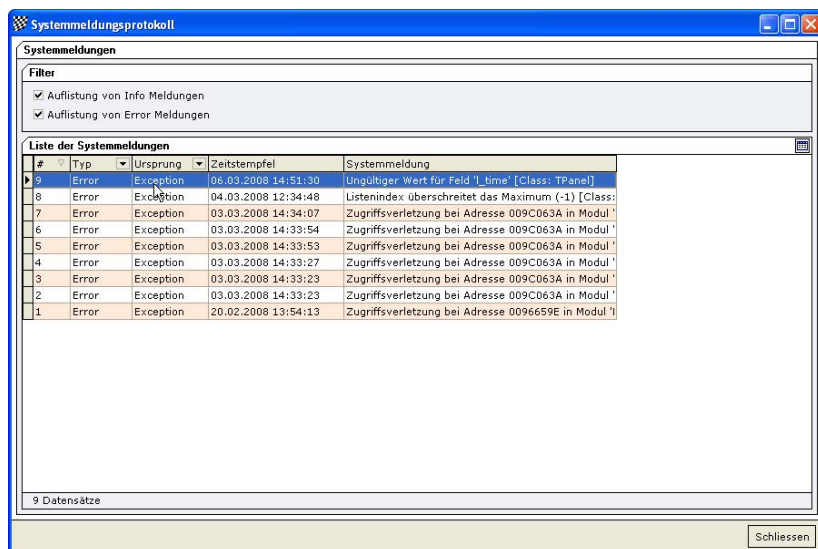 Systemmeldungsprotokoll
Systemmeldungen
Filter
Auflistung von Info Meldungen
Auflistung von Error Meldungen
Liste der Systemmeldungen
# Typ Ursprung Zeitstempfel Systemmeldung
9 Error Exception 06.03.2008 14:51:30 Ungültiger Wert für Feld 'l_time' [Class: TPanel]
8 Error Exception 04.03.2008 12:34:48 Listenindex überschreitet das Maximum (-1) [Class:
7 Error Exception 03.03.2008 14:34:07 Zugriffsverletzung bei Adresse 009C063A in Modul '
6 Error Exception 03.03.2008 14:33:54 Zugriffsverletzung bei Adresse 009C063A in Modul '
5 Error Exception 03.03.2008 14:33:53 Zugriffsverletzung bei Adresse 009C063A in Modul '
4 Error Exception 03.03.2008 14:33:27 Zugriffsverletzung bei Adresse 009C063A in Modul '
3 Error Exception 03.03.2008 14:33:23 Zugriffsverletzung bei Adresse 009C063A in Modul '
2 Error Exception 03.03.2008 14:33:23 Zugriffsverletzung bei Adresse 009C063A in Modul '
1 Error Exception 20.02.2008 13:54:13 Zugriffsverletzung bei Adresse 0096659E in Modul 'I
9 Datensätze
Schliessen